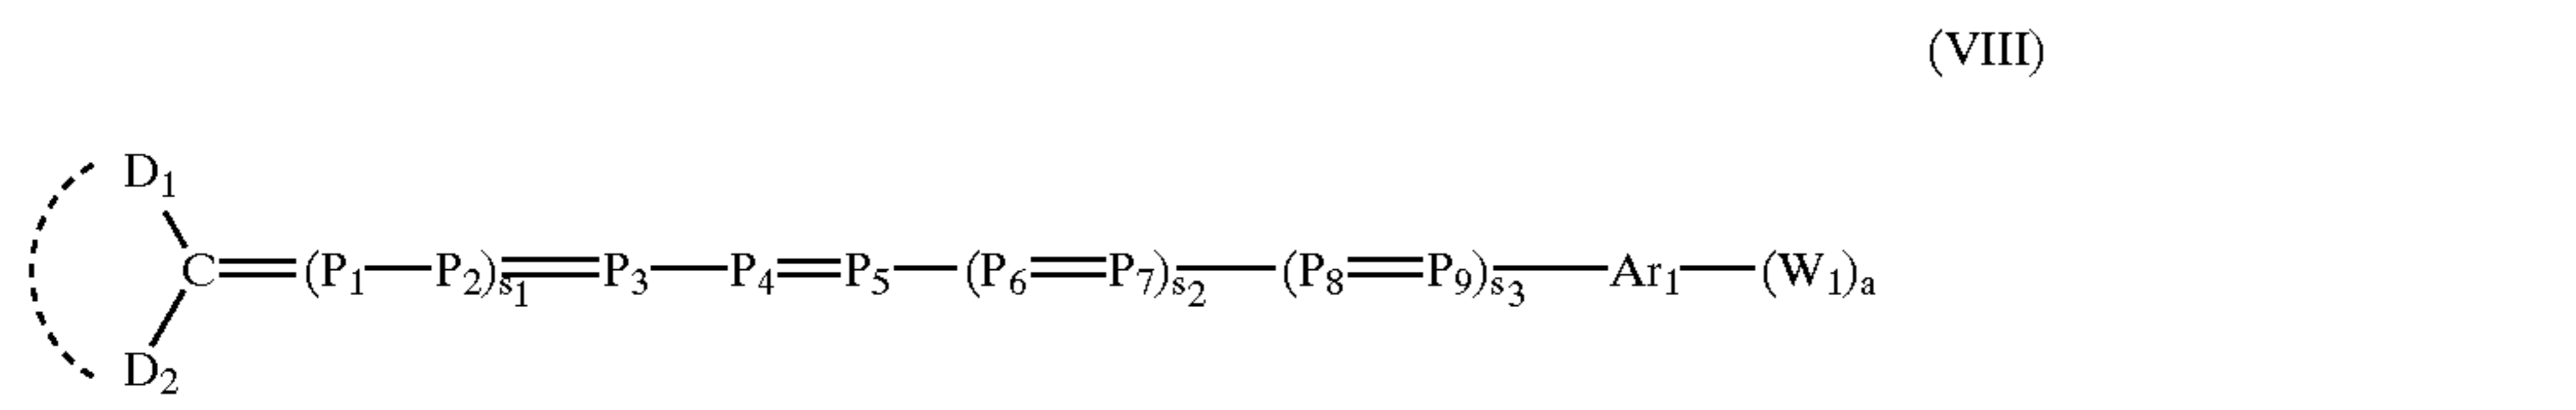 (VIII)
D1
C=(P1—P2)s1=P3—P4=P5—(P6=P7)s2—(P8=P9)s3—Ar1—(W1)a
D2